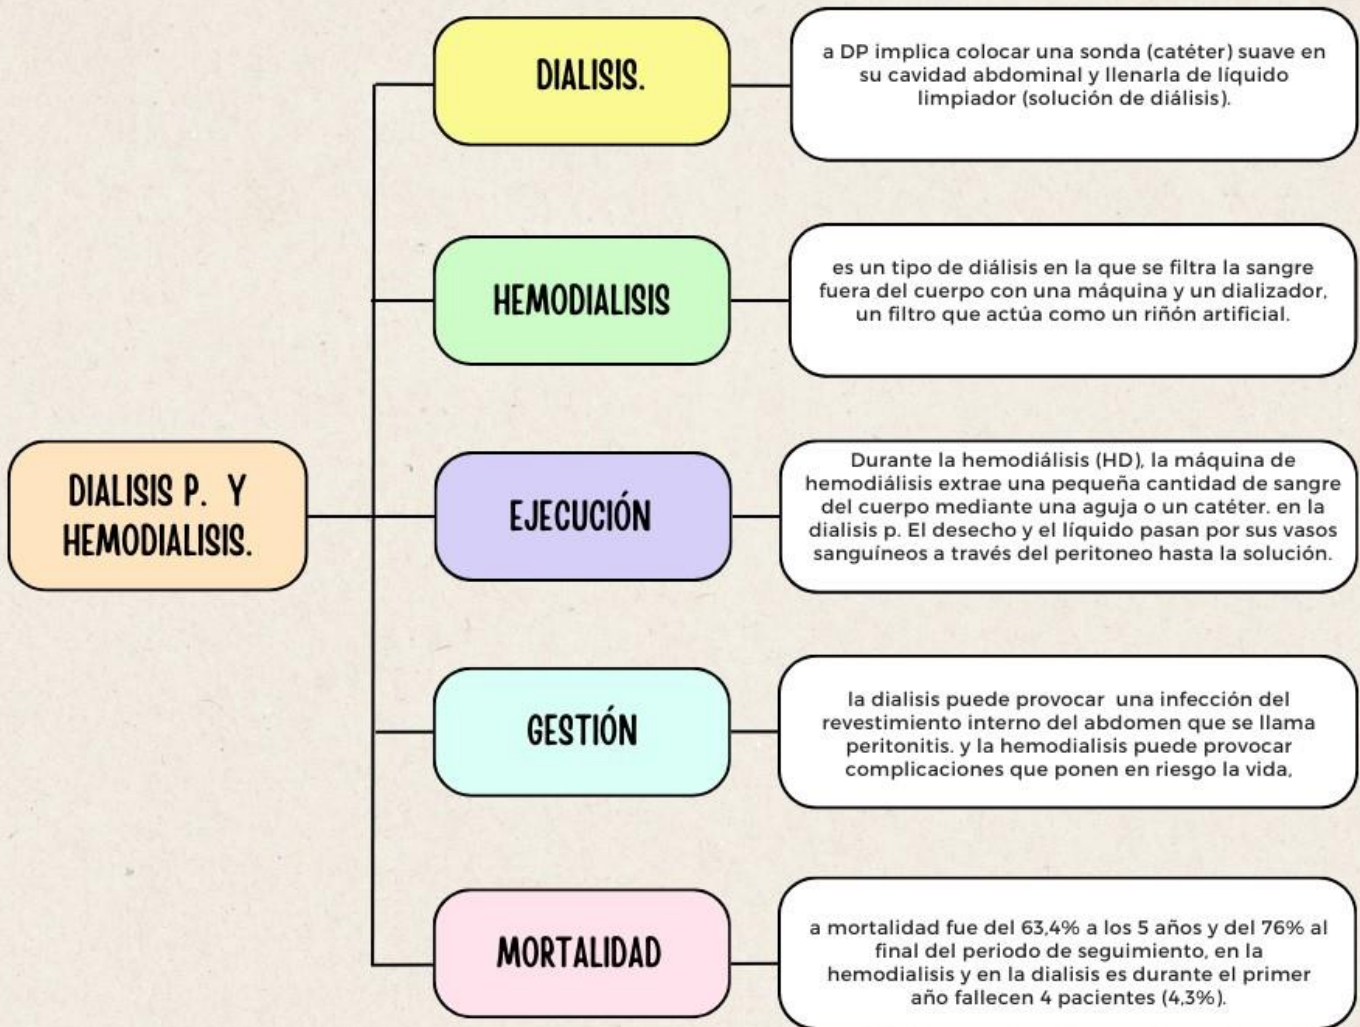 DIALISIS P. Y
HEMODIALISIS.
DIALISIS.
a DP implica colocar una sonda (catéter) suave en
su cavidad abdominal y llenarla de líquido
limpiador (solución de diálisis).
HEMODIALISIS
es un tipo de diálisis en la que se filtra la sangre
fuera del cuerpo con una máquina y un dializador,
un filtro que actúa como un riñón artificial.
EJECUCIÓN
Durante la hemodiálisis (HD), la máquina de
hemodiálisis extrae una pequeña cantidad de sangre
del cuerpo mediante una aguja o un catéter. en la
dialisis p. El desecho y el líquido pasan por sus vasos
sanguíneos a través del peritoneo hasta la solución.
GESTIÓN
la dialisis puede provocar una infección del
revestimiento interno del abdomen que se llama
peritonitis. y la hemodialisis puede provocar
complicaciones que ponen en riesgo la vida,
MORTALIDAD
a mortalidad fue del 63,4% a los 5 años y del 76% al
final del periodo de seguimiento, en la
hemodialisis y en la dialisis es durante el primer
año fallecen 4 pacientes (4,3%).